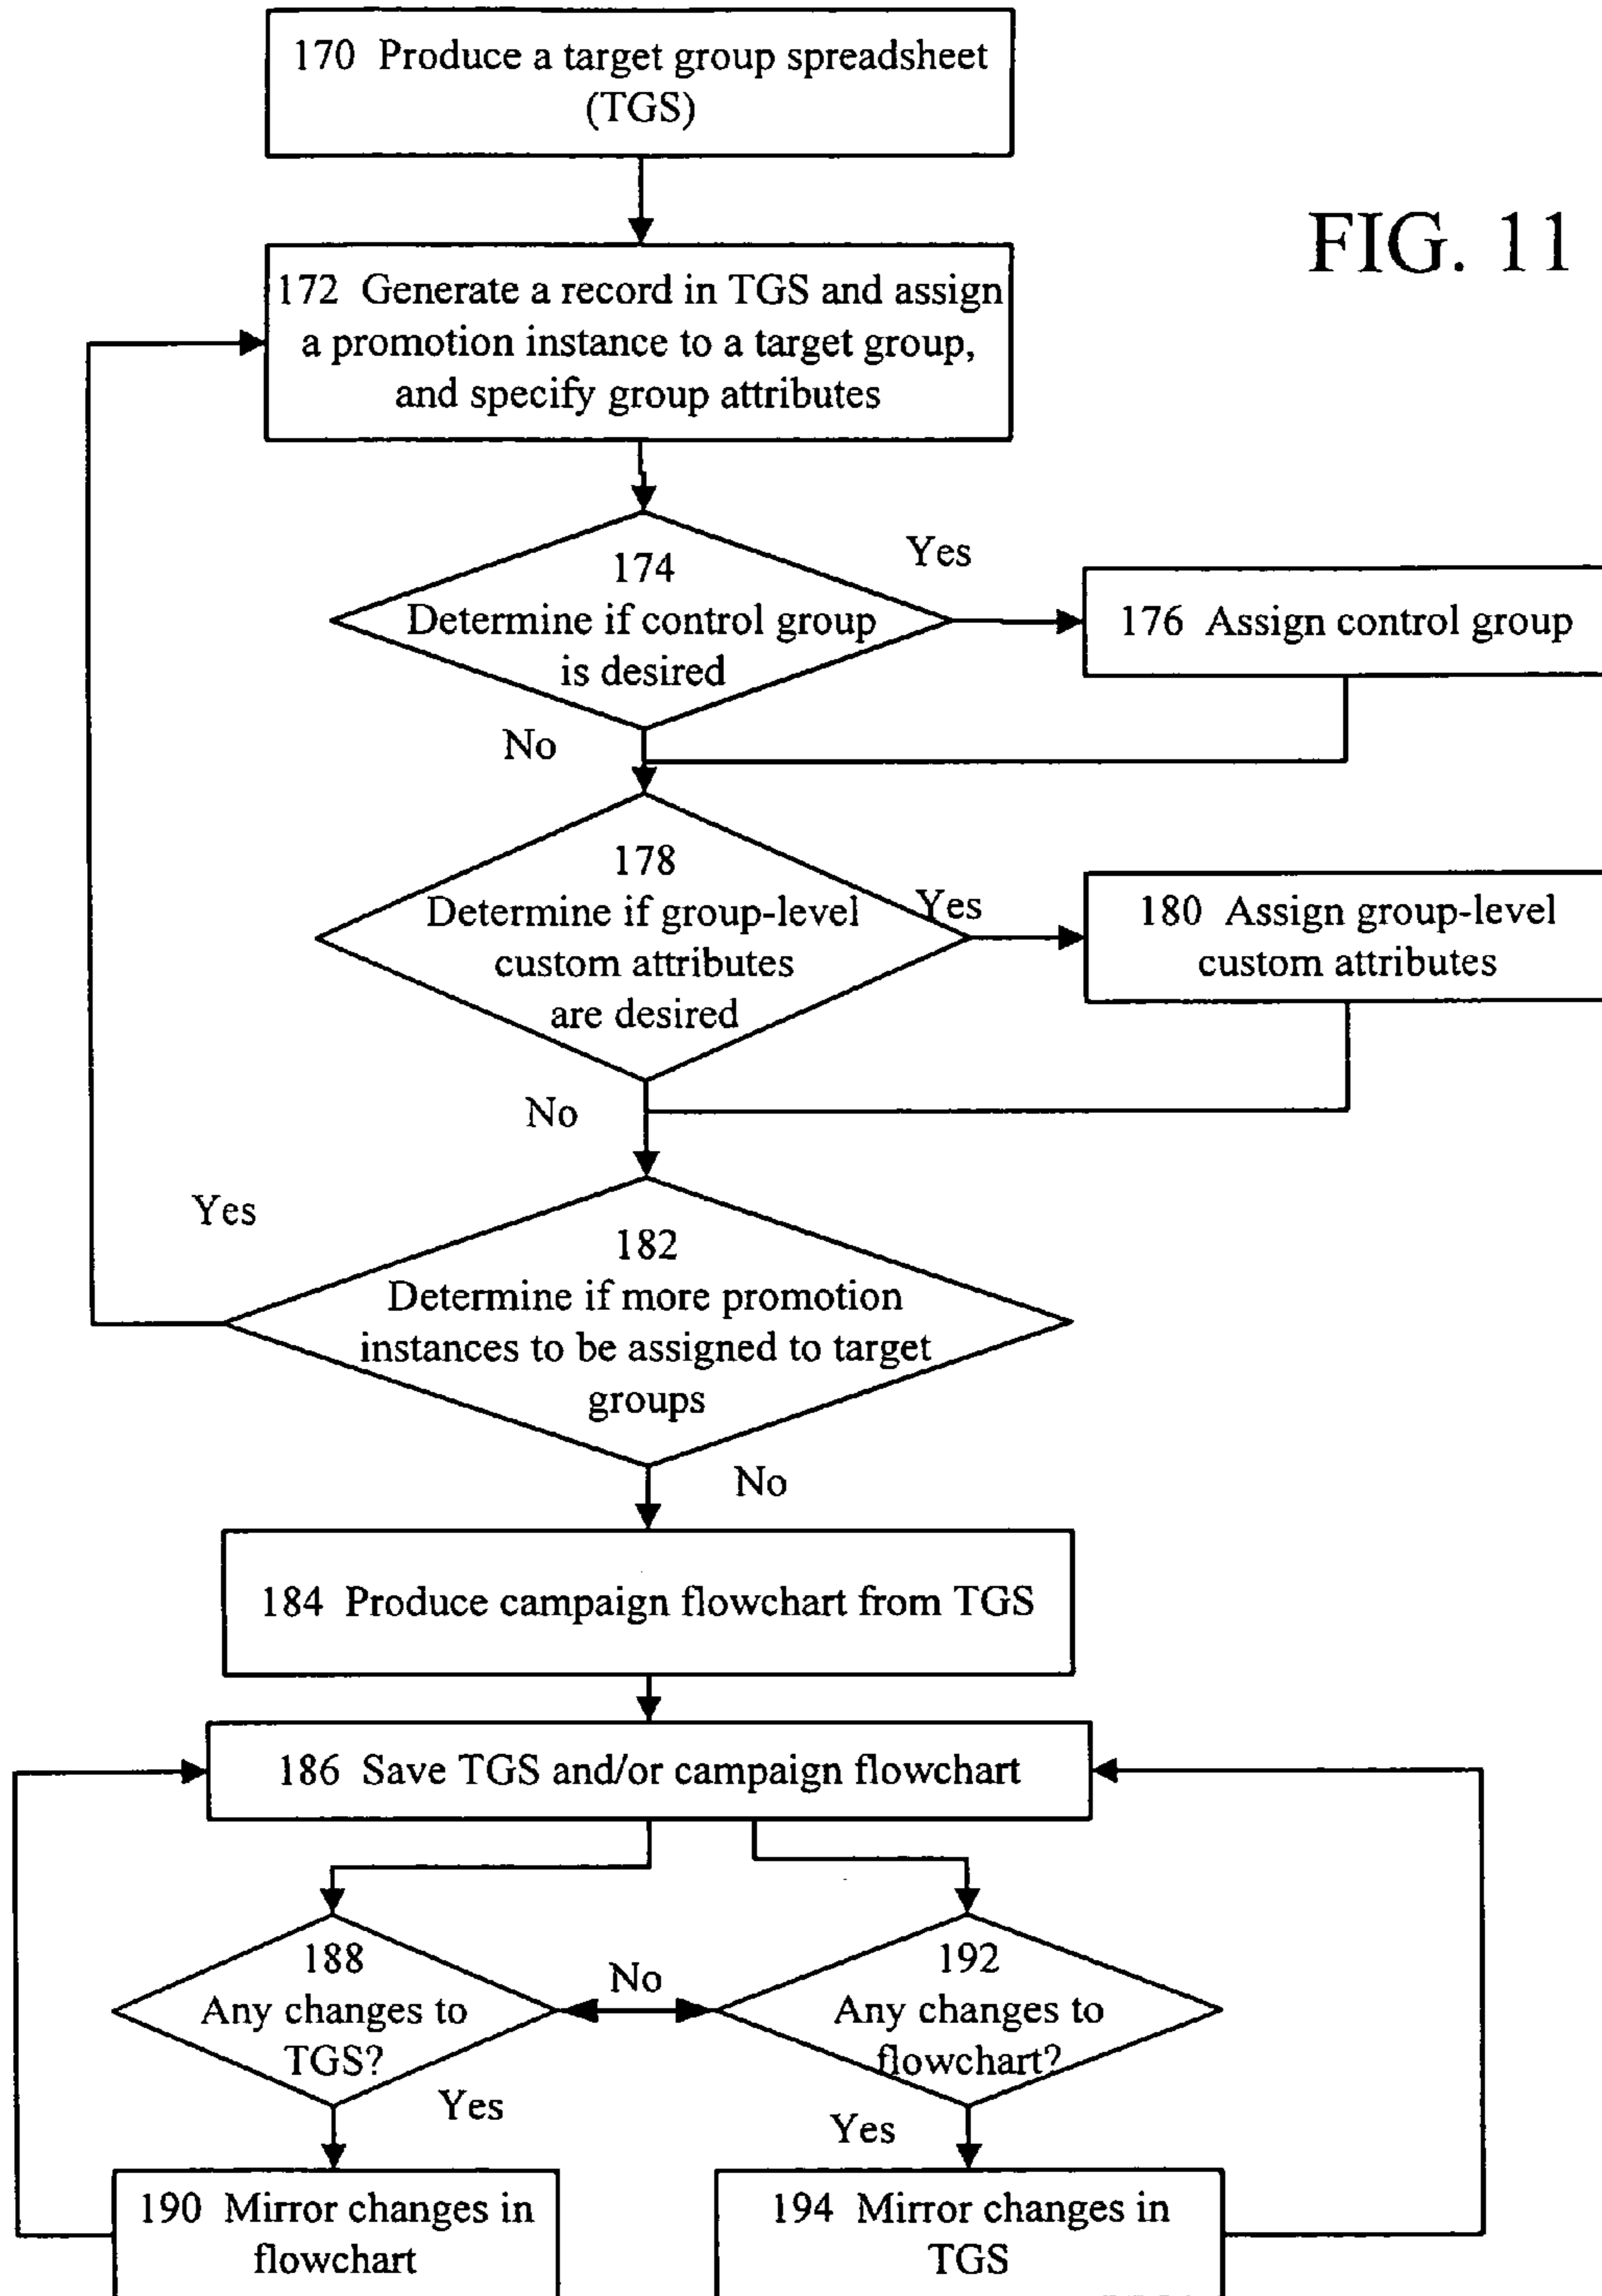 170 Produce a target group spreadsheet
(TGS)
FIG. 11
172 Generate a record in TGS and assign
a promotion instance to a target group,
and specify group attributes
Yes
174
Determine if control group
is desired
176 Assign control group
No
178
Determine if group-level
custom attributes
are desired
Yes
180 Assign group-level
custom attributes
No
Yes
182
Determine if more promotion
instances to be assigned to target
groups
No
184 Produce campaign flowchart from TGS
186 Save TGS and/or campaign flowchart
188
Any changes to
TGS?
No
192
Any changes to
flowchart?
Yes
Yes
190 Mirror changes in
flowchart
194 Mirror changes in
TGS